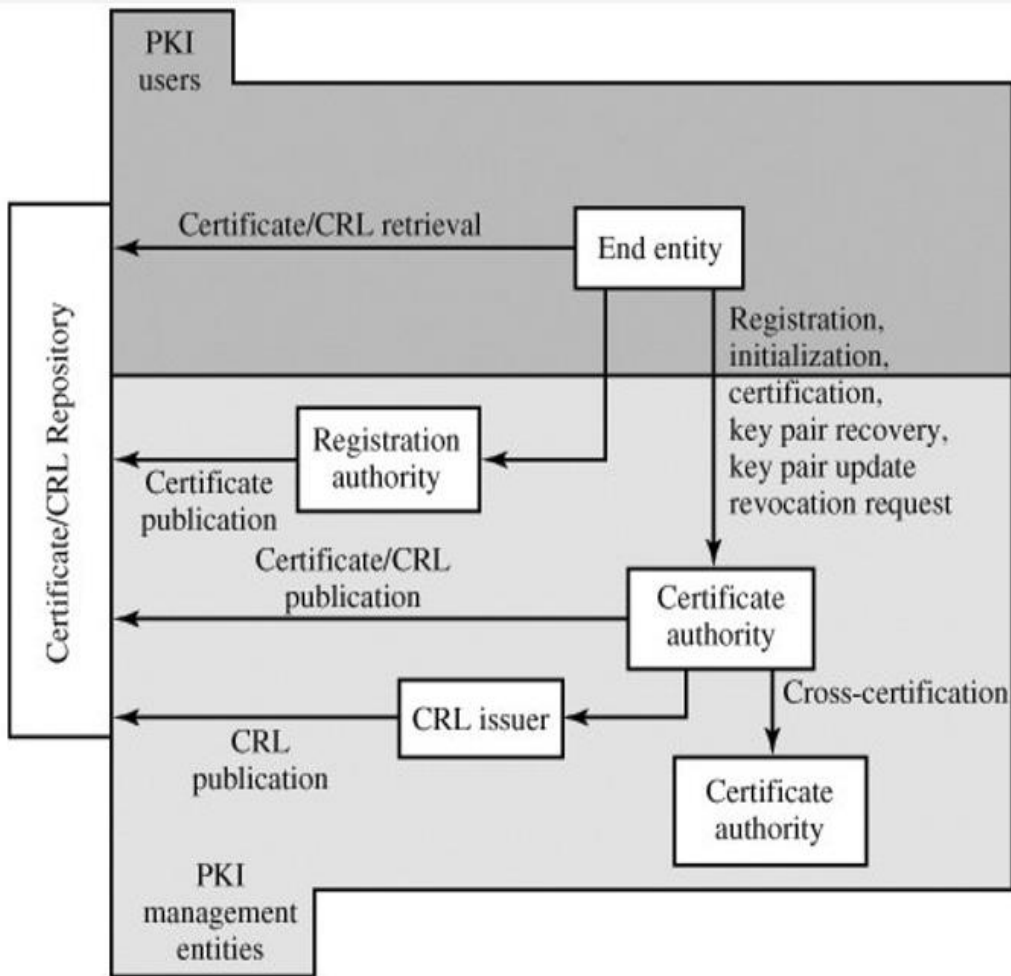 PKI
users
Certificate/CRL retrieval
End entity
Certificate/CRL Repository
Registration,
initialization,
certification,
key pair recovery,
key pair update
revocation request
Registration
authority
Certificate
publication
Certificate/CRL
publication
Certificate
authority
Cross-certification
CRL issuer
CRL
publication
Certificate
authority
PKI
management
entities